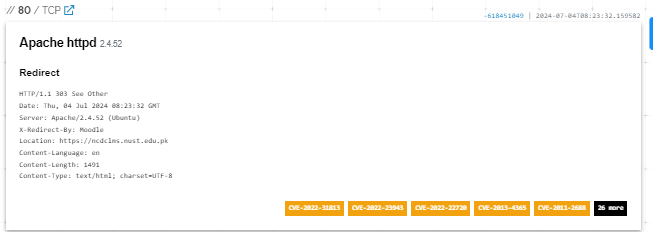 // 80 / TCP
-618451049 | 2024-07-04T08:23:32.159582
Apache httpd 2.4.52
Redirect
HTTP/1.1 303 See Other
Date: Thu, 04 Jul 2024 08:23:32 GMT
Server: Apache/2.4.52 (Ubuntu)
X-Redirect-By: Moodle
Location: https://ncdclms.nust.edu.pk
Content-Language: en
Content-Length: 1491
Content-Type: text/html; charset=UTF-8
CVE-2022-31813 CVE-2022-23943 CVE-2022-22720 CVE-2013-4365 CVE-2011-2688 26 more